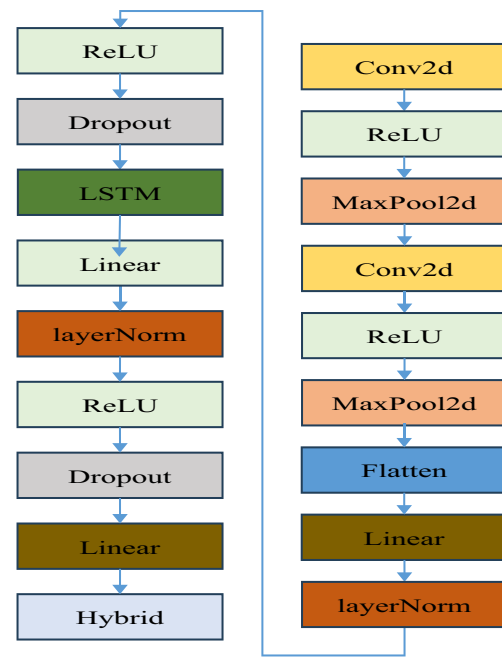 ReLU
Dropout
LSTM
Linear
layerNorm
ReLU
Dropout
Linear
Hybrid
Conv2d
ReLU
MaxPool2d
Conv2d
ReLU
MaxPool2d
Flatten
Linear
layerNorm